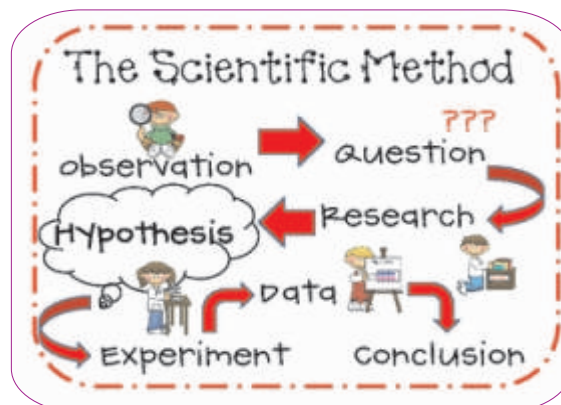 The Scientific Method
???
Observation
Question
Research
Hypothesis
Data
Experiment
Conclusion